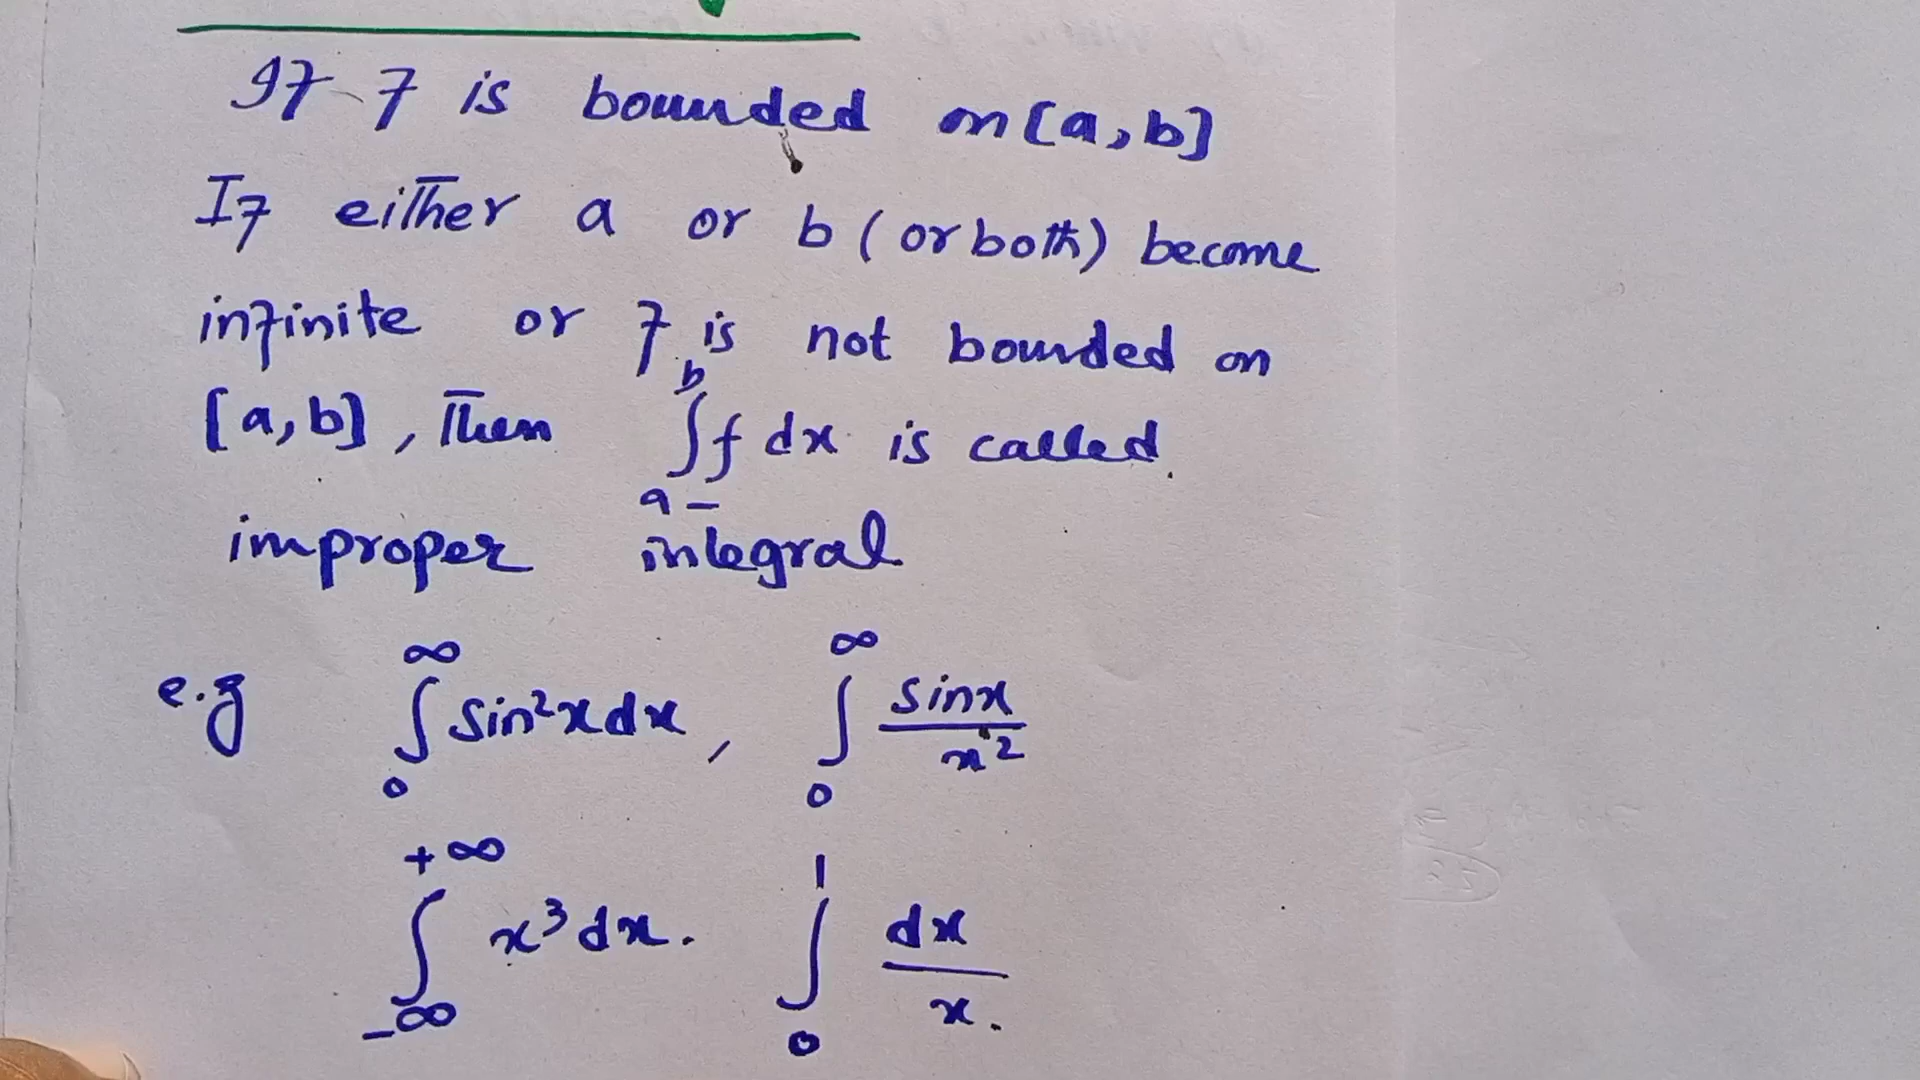 If f is bounded on [a,b]
If either a or b (or both) become
infinite or f is not bounded on
[a,b], Then ∫_a^b f dx is called
improper integral
e.g ∫_0^∞ sin²x dx, ∫_0^∞ sinx/x²
∫_-∞^+∞ x³ dx. ∫_0^1 dx/x.